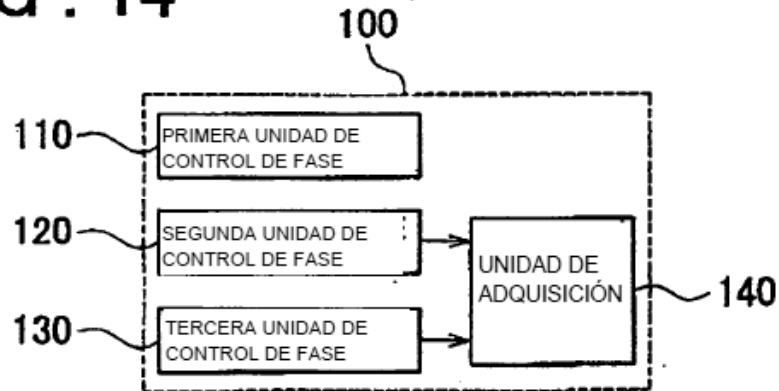 14
100
110
PRIMERA UNIDAD DE
CONTROL DE FASE
120
SEGUNDA UNIDAD DE
CONTROL DE FASE
UNIDAD DE
ADQUISICIÓN
140
130
TERCERA UNIDAD DE
CONTROL DE FASE